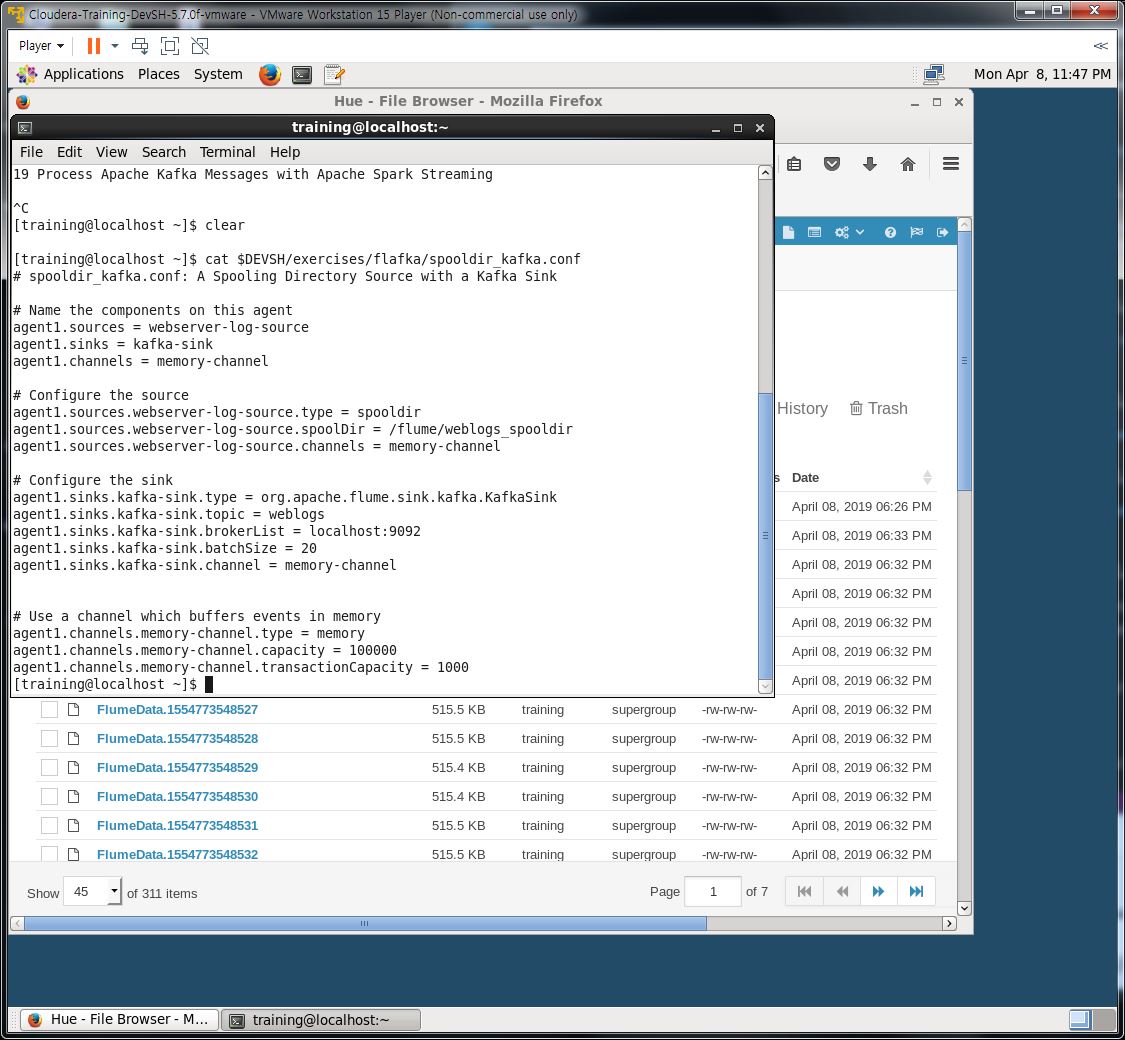 Cloudera-Training-DevSH-5.7.0f-vmware - VMware Workstation 15 Player (Non-commercial use only)
Player
Applications Places System Mon Apr 8, 11:47 PM
Hue - File Browser - Mozilla Firefox
training@localhost:~
File Edit View Search Terminal Help
19 Process Apache Kafka Messages with Apache Spark Streaming
^C
[training@localhost ~]$ clear
[training@localhost ~]$ cat $DEVSH/exercises/flafka/spooldir_kafka.conf
# spooldir_kafka.conf: A Spooling Directory Source with a Kafka Sink
# Name the components on this agent
agent1.sources = webserver-log-source
agent1.sinks = kafka-sink
agent1.channels = memory-channel
# Configure the source
agent1.sources.webserver-log-source.type = spooldir
agent1.sources.webserver-log-source.spoolDir = /flume/weblogs_spooldir
agent1.sources.webserver-log-source.channels = memory-channel
# Configure the sink
agent1.sinks.kafka-sink.type = org.apache.flume.sink.kafka.KafkaSink
agent1.sinks.kafka-sink.topic = weblogs
agent1.sinks.kafka-sink.brokerList = localhost:9092
agent1.sinks.kafka-sink.batchSize = 20
agent1.sinks.kafka-sink.channel = memory-channel
# Use a channel which buffers events in memory
agent1.channels.memory-channel.type = memory
agent1.channels.memory-channel.capacity = 100000
agent1.channels.memory-channel.transactionCapacity = 1000
[training@localhost ~]$
History Trash
s Date
April 08, 2019 06:26 PM
April 08, 2019 06:33 PM
April 08, 2019 06:32 PM
April 08, 2019 06:32 PM
April 08, 2019 06:32 PM
April 08, 2019 06:32 PM
April 08, 2019 06:32 PM
FlumeData.1554773548527 515.5 KB training supergroup -rw-rw-rw- April 08, 2019 06:32 PM
FlumeData.1554773548528 515.5 KB training supergroup -rw-rw-rw- April 08, 2019 06:32 PM
FlumeData.1554773548529 515.4 KB training supergroup -rw-rw-rw- April 08, 2019 06:32 PM
FlumeData.1554773548530 515.4 KB training supergroup -rw-rw-rw- April 08, 2019 06:32 PM
FlumeData.1554773548531 515.5 KB training supergroup -rw-rw-rw- April 08, 2019 06:32 PM
FlumeData.1554773548532 515.5 KB training supergroup -rw-rw-rw- April 08, 2019 06:32 PM
Show 45 of 311 items Page 1 of 7
Hue - File Browser - M... training@localhost:~